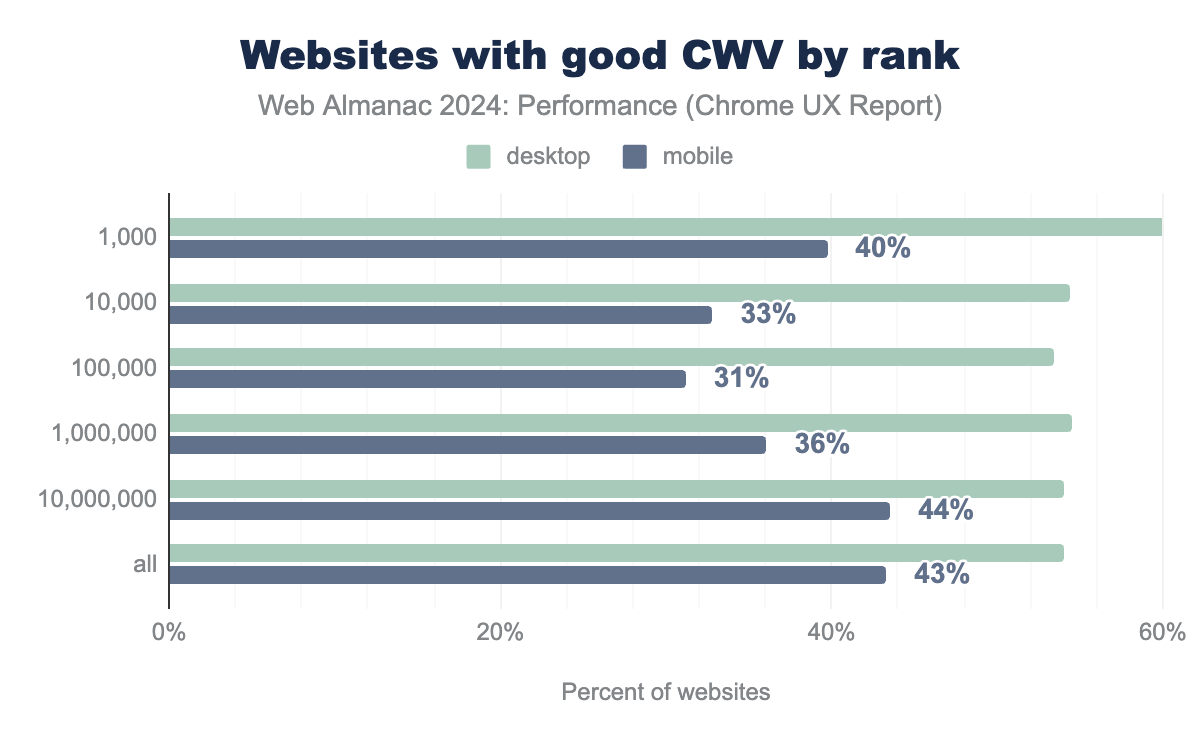 Websites with good CWV by rank
Web Almanac 2024: Performance (Chrome UX Report)
desktop mobile
1,000 40%
10,000 33%
100,000 31%
1,000,000 36%
10,000,000 44%
all 43%
0% 20% 40% 60%
Percent of websites